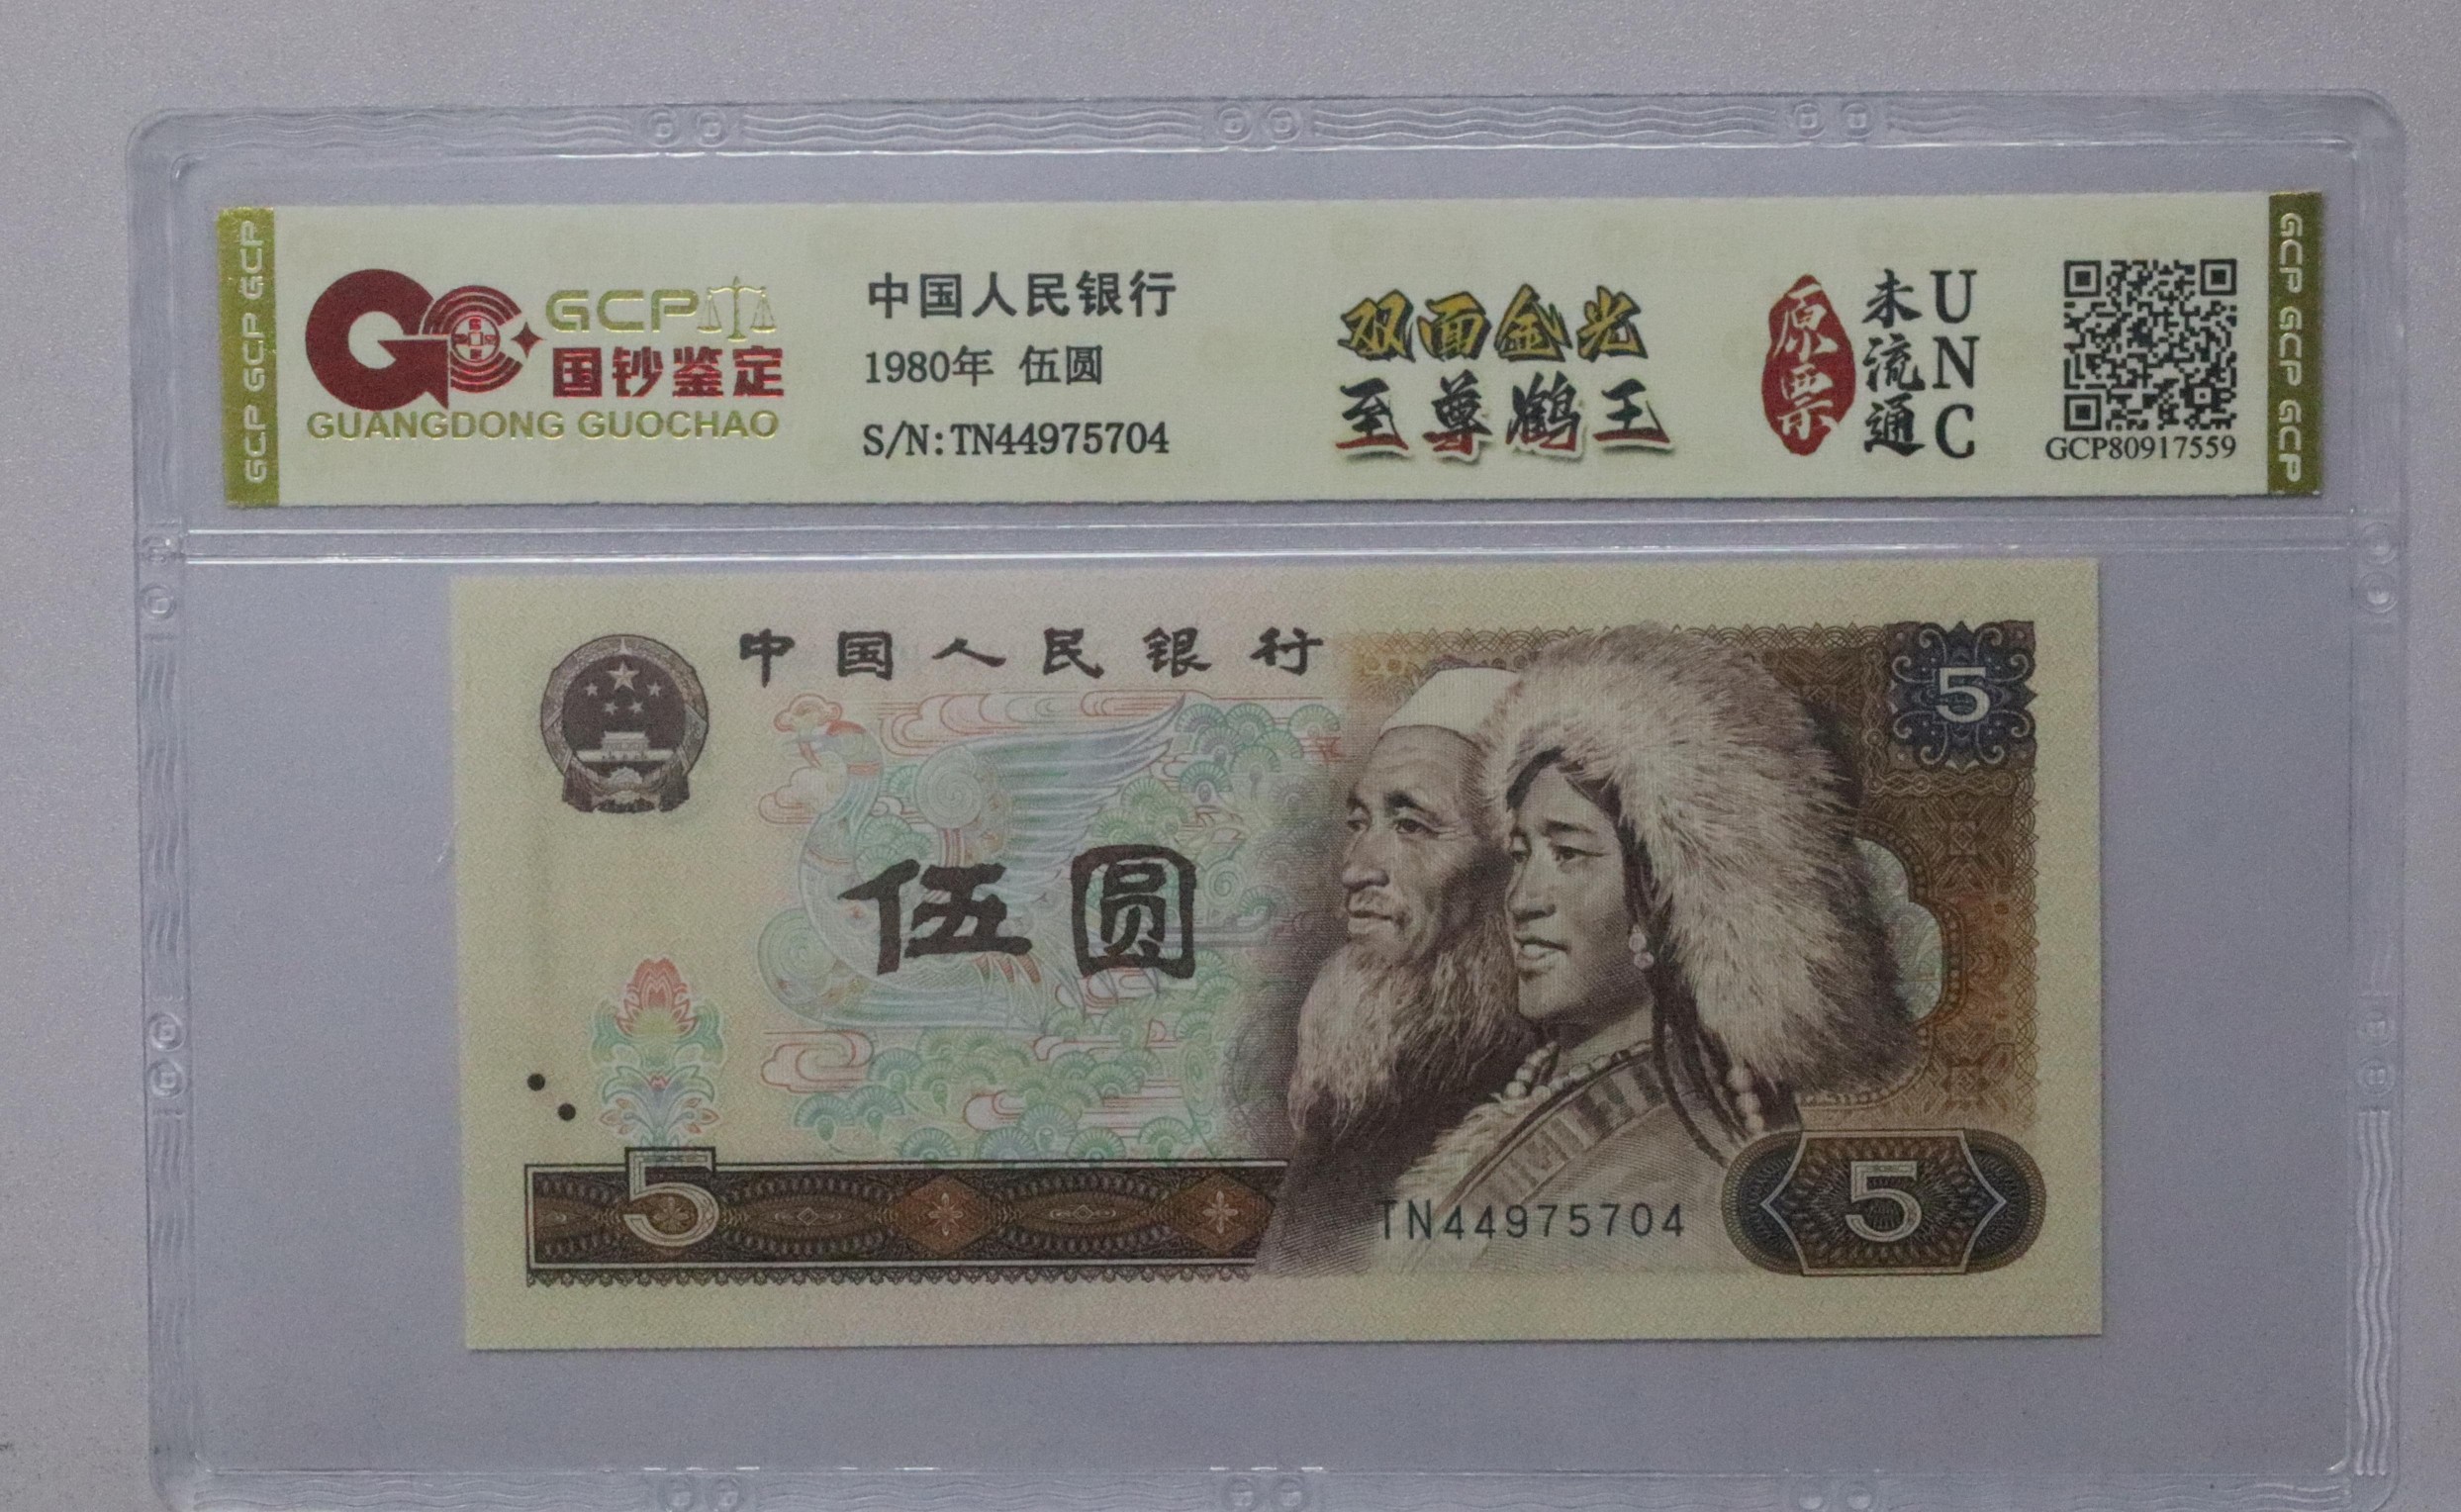 GCP GCP GCP
GCP
国钞鉴定
GUANGDONG GUOCHAO
中国人民银行
1980年 伍圆
S/N:TN44975704
双面金光
至尊鹤王
原票
未流通
UNC
GCP80917559
GCP GCP GCP
中国人民银行
5
伍圆
5
TN44975704
5